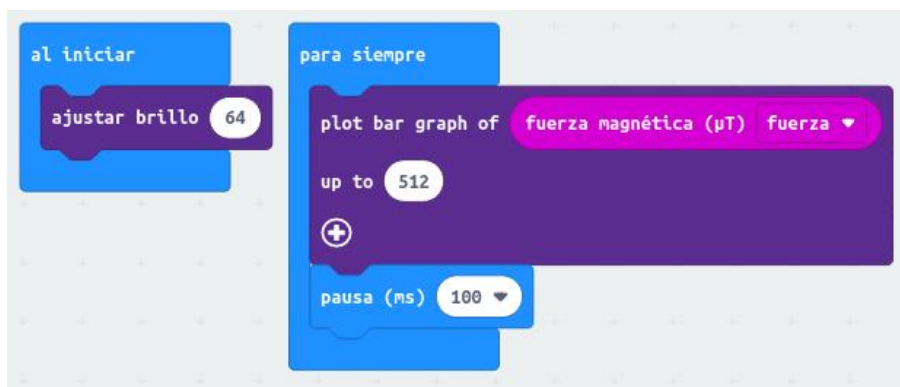 al iniciar
ajustar brillo 64
para siempre
plot bar graph of fuerza magnética (µT) fuerza
up to 512
pausa (ms) 100